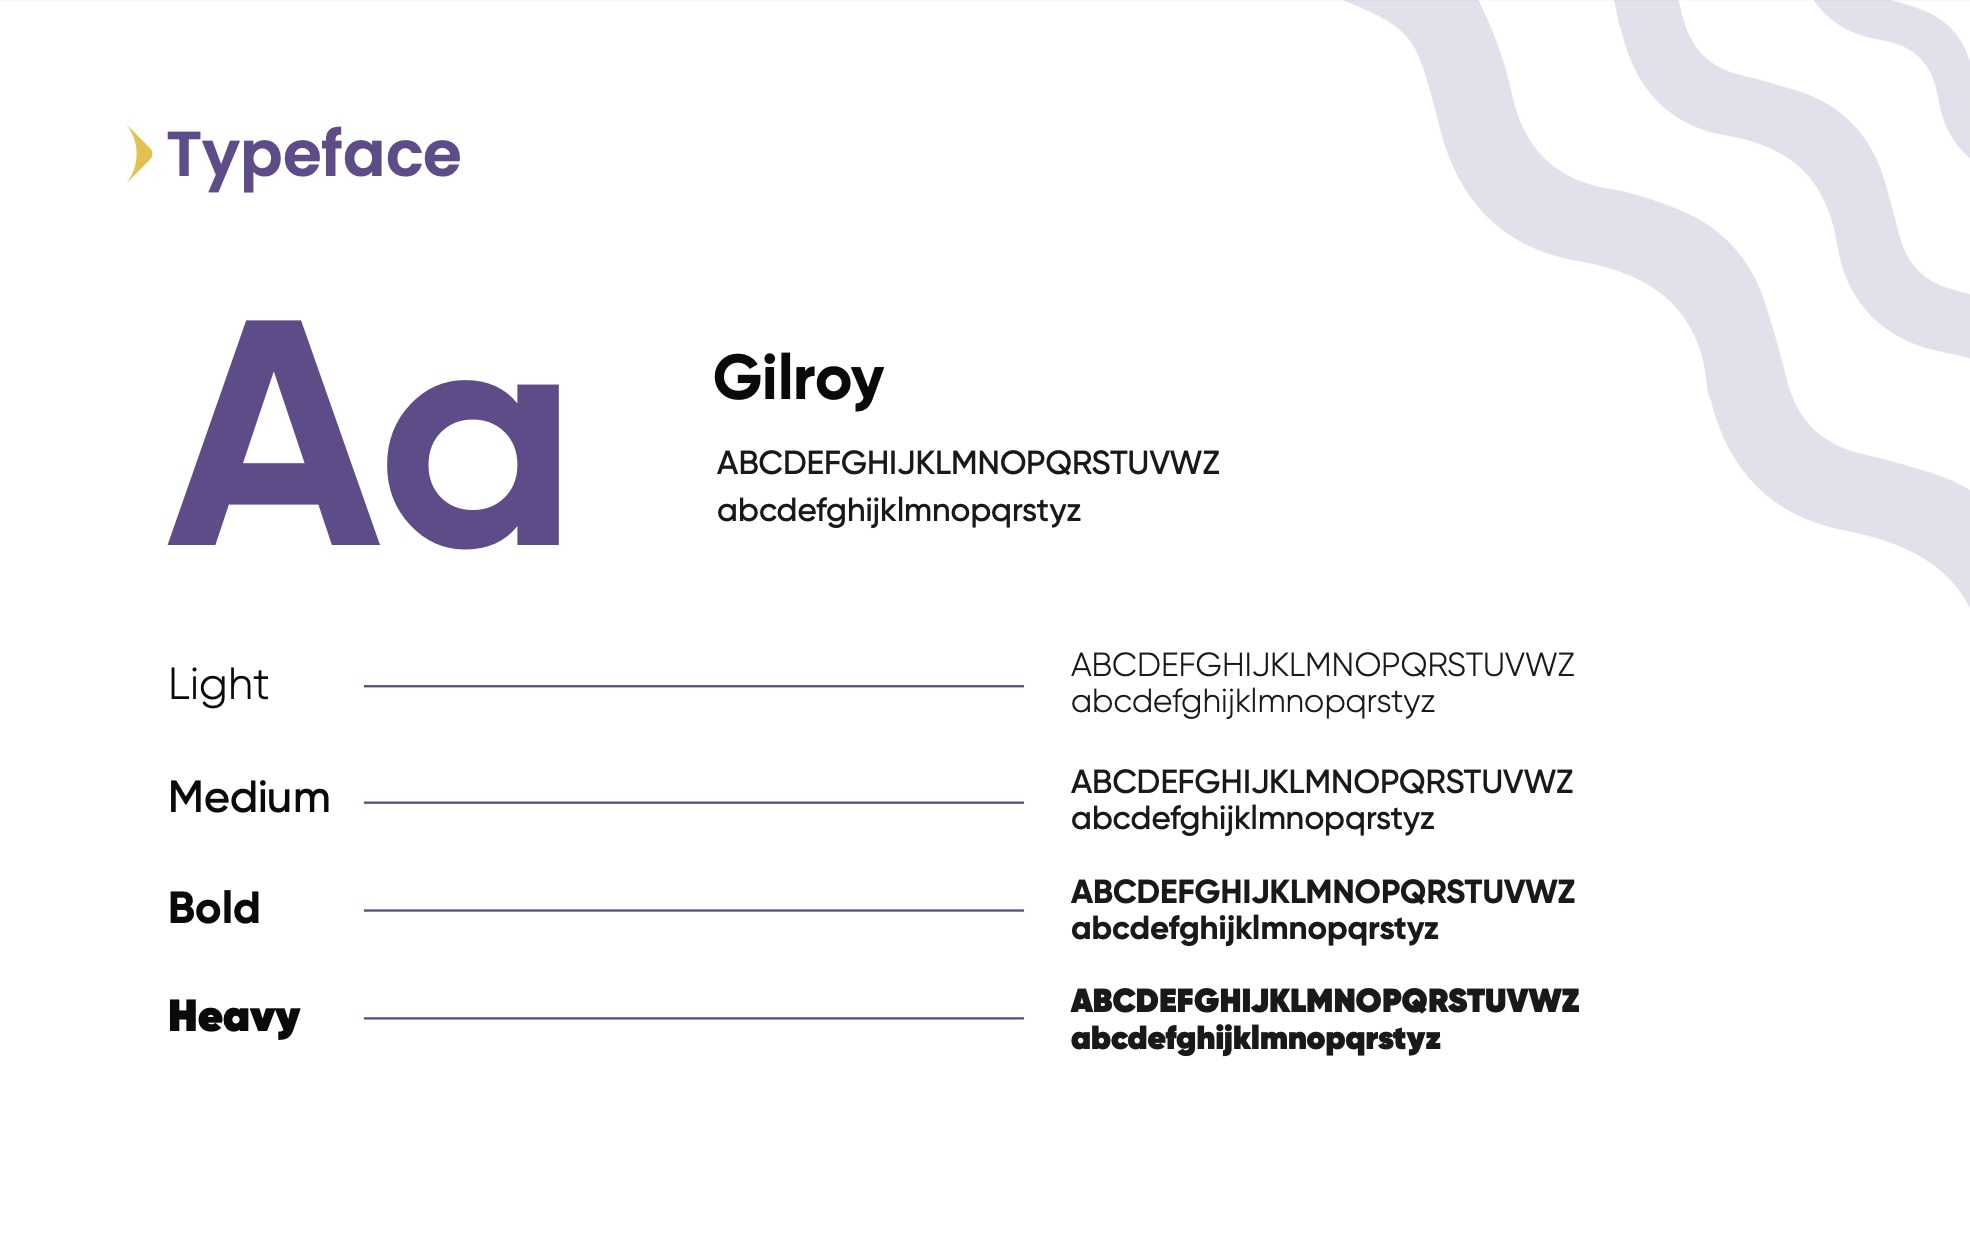 Typeface
Aa
Gilroy
ABCDEFGHIJKLMNOPQRSTUVWZ
abcdefghijklmnopqrstyz
Light
ABCDEFGHIJKLMNOPQRSTUVWZ
abcdefghijklmnopqrstyz
Medium
ABCDEFGHIJKLMNOPQRSTUVWZ
abcdefghijklmnopqrstyz
Bold
ABCDEFGHIJKLMNOPQRSTUVWZ
abcdefghijklmnopqrstyz
Heavy
ABCDEFGHIJKLMNOPQRSTUVWZ
abcdefghijklmnopqrstyz